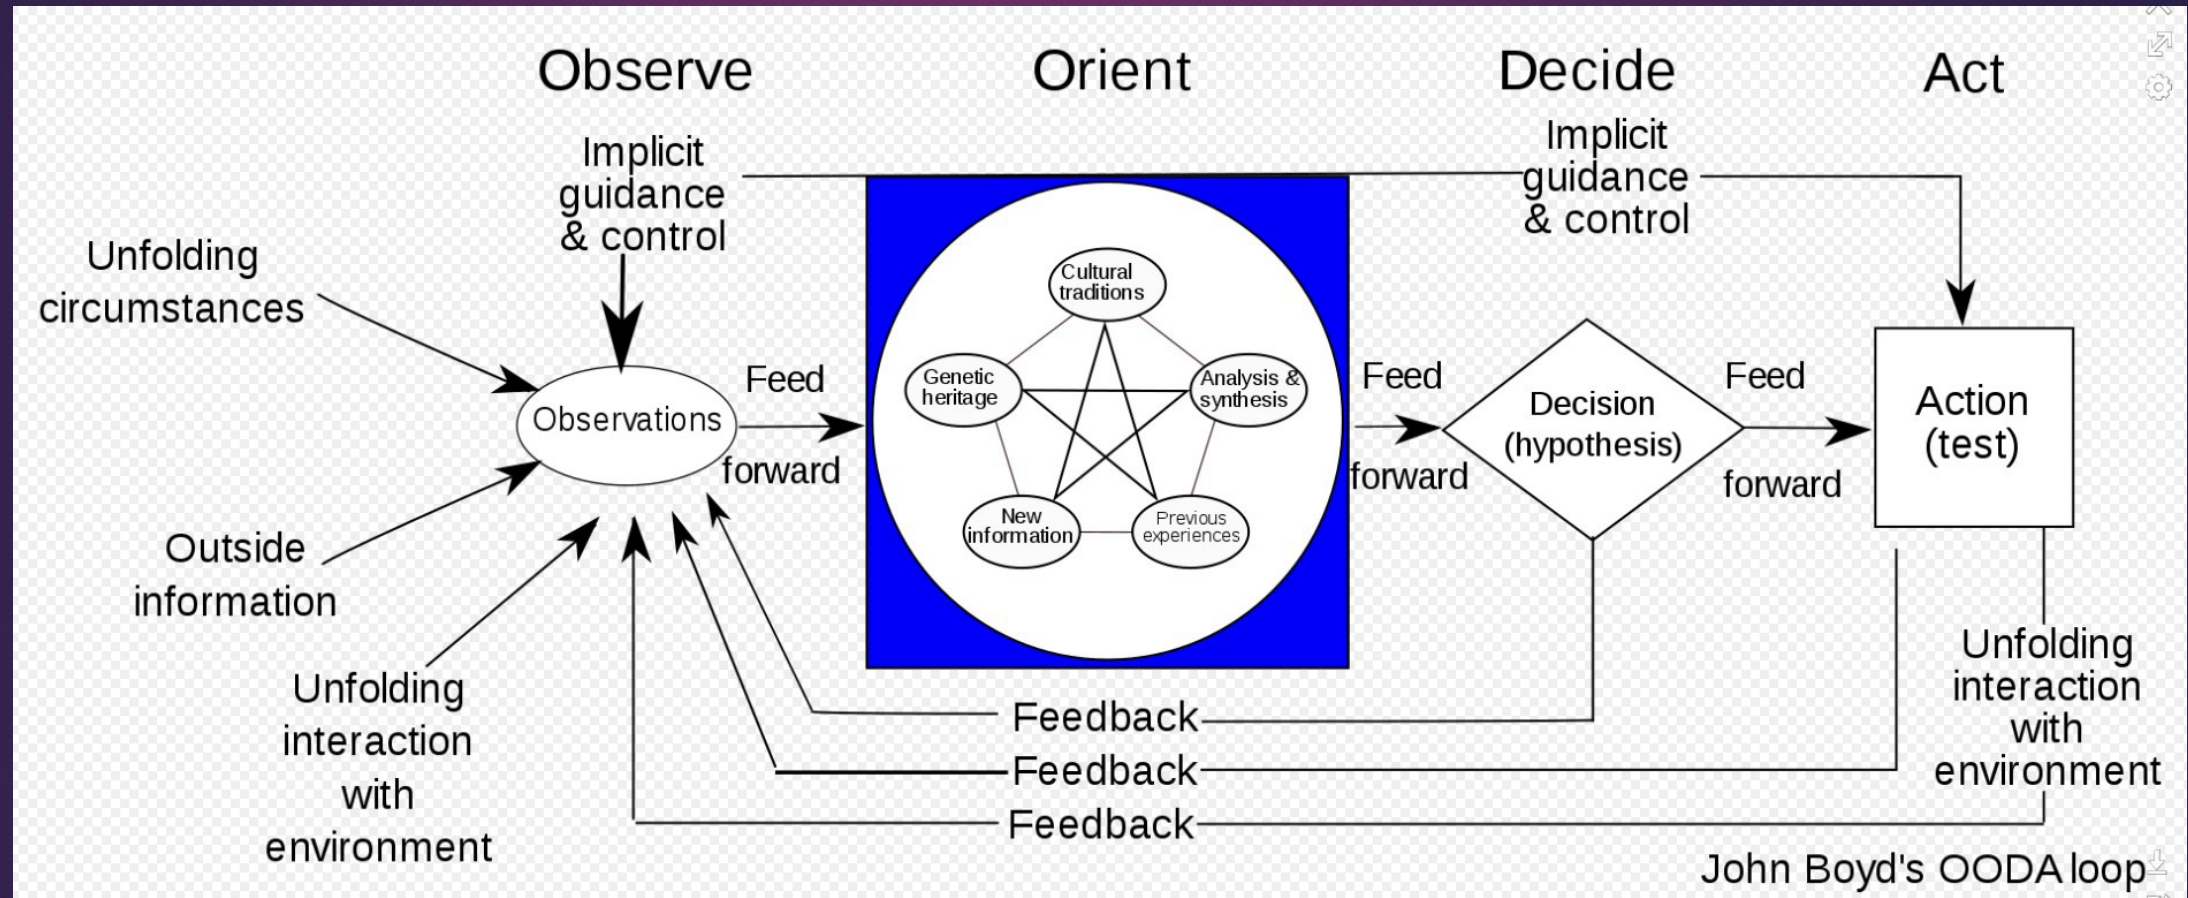 Observe
Orient
Decide
Act
Implicit
guidance
& control
Implicit
guidance
& control
Unfolding
circumstances
Cultural
traditions
Genetic
heritage
Analysis &
synthesis
New
information
Previous
experiences
Observations
Feed
forward
Feed
forward
Decision
(hypothesis)
Feed
forward
Action
(test)
Outside
information
Unfolding
interaction
with
environment
Unfolding
interaction
with
environment
Feedback
Feedback
Feedback
John Boyd's OODA loop